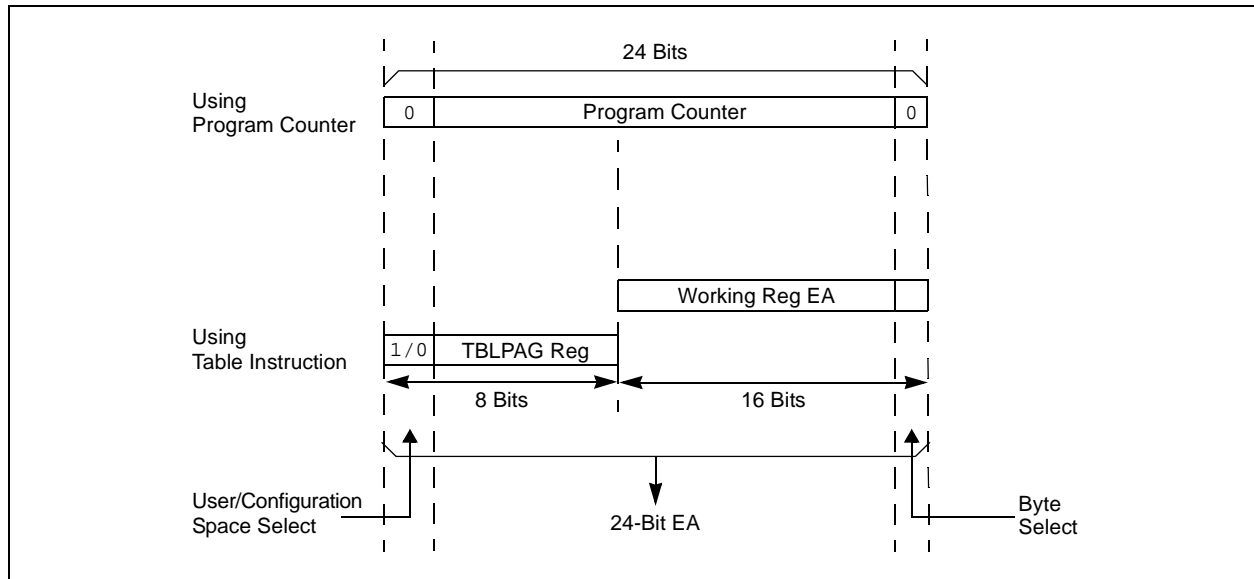 24 Bits
Using
Program Counter
0
Program Counter
0
Working Reg EA
Using
Table Instruction
1/0
TBLPAG Reg
8 Bits
16 Bits
User/Configuration
Space Select
24-Bit EA
Byte
Select